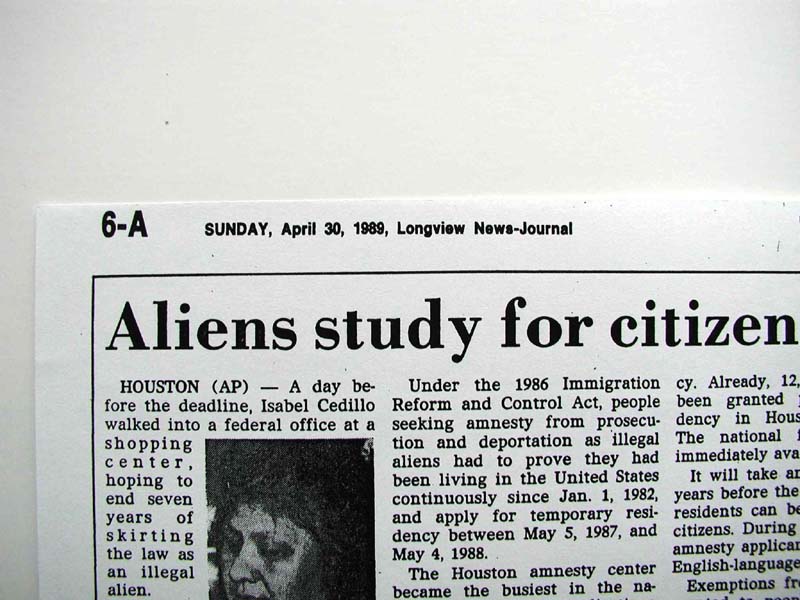 6-A SUNDAY, April 30, 1989, Longview News-Journal
Aliens study for citizen
HOUSTON (AP) — A day be-
fore the deadline, Isabel Cedillo
walked into a federal office at a
shopping
center,
hoping to
end seven
years of
skirting
the law as
an illegal
alien.
Under the 1986 Immigration
Reform and Control Act, people
seeking amnesty from prosecu-
tion and deportation as illegal
aliens had to prove they had
been living in the United States
continuously since Jan. 1, 1982,
and apply for temporary resi-
dency between May 5, 1987, and
May 4, 1988.
The Houston amnesty center
became the busiest in the na-
cy. Already, 12,
been granted
dency in Hous
The national
immediately ava
It will take an
years before the
residents can be
citizens. During
amnesty applican
English-language
Exemptions fr